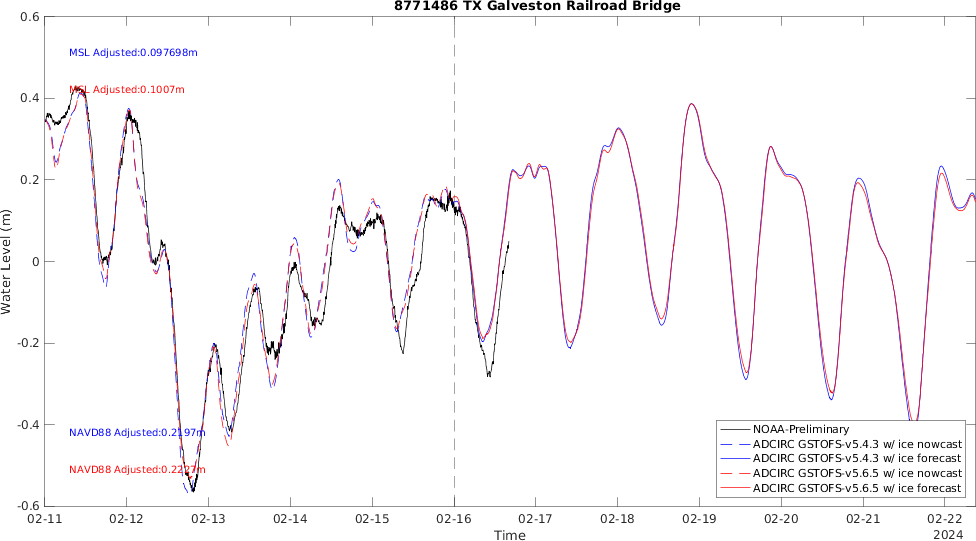 8771486 TX Galveston Railroad Bridge
0.6
MSL Adjusted:0.097698m
MSL Adjusted:0.1007m
0.4
0.2
0
-0.2
-0.4
-0.6
Water Level (m)
NAVD88 Adjusted:0.2197m
NAVD88 Adjusted:0.2227m
NOAA-Preliminary
ADCIRC GSTOFS-v5.4.3 w/ ice nowcast
ADCIRC GSTOFS-v5.4.3 w/ ice forecast
ADCIRC GSTOFS-v5.6.5 w/ ice nowcast
ADCIRC GSTOFS-v5.6.5 w/ ice forecast
02-11 02-12 02-13 02-14 02-15 02-16 02-17 02-18 02-19 02-20 02-21 02-22
Time
2024